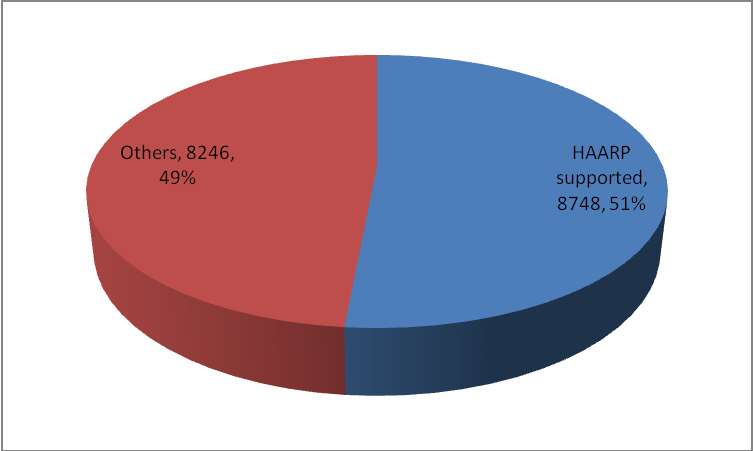 Others, 8246,
49%
HAARP
supported,
8748, 51%